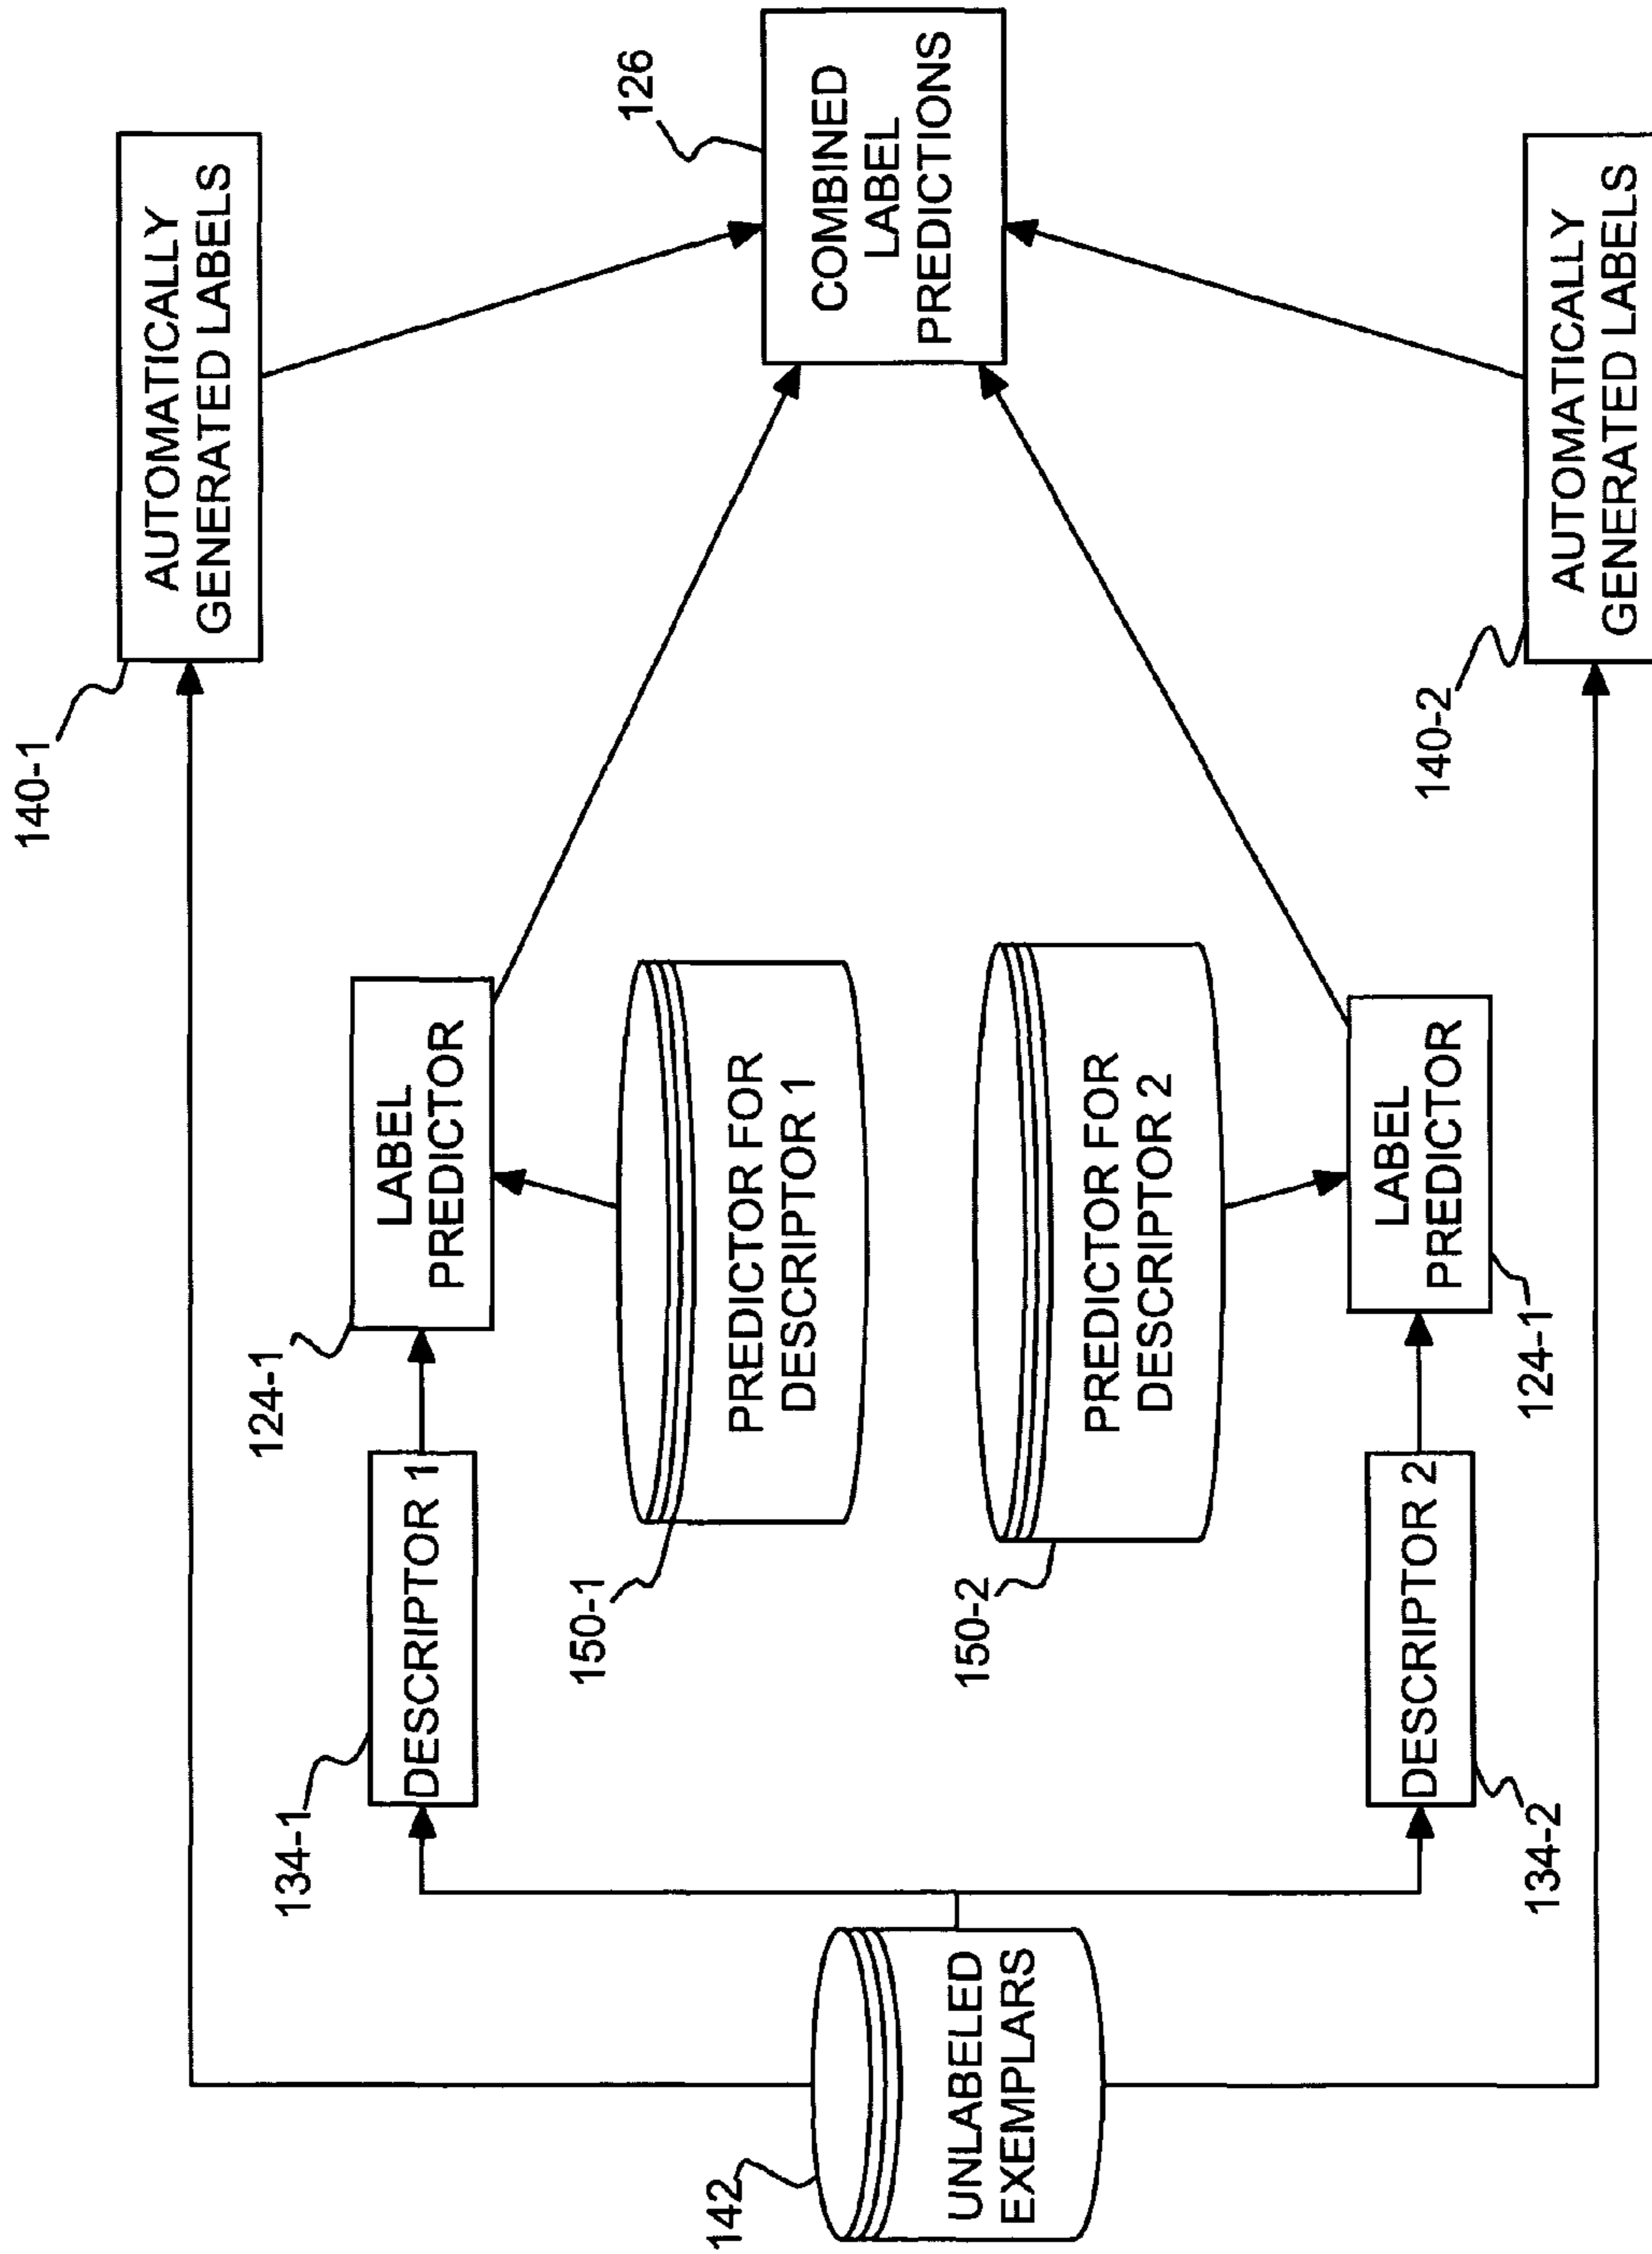 140-1
AUTOMATICALLY
GENERATED LABELS
126
COMBINED
LABEL
PREDICTIONS
124-1
LABEL
PREDICTOR
134-1
DESCRIPTOR 1
150-1
PREDICTOR FOR
DESCRIPTOR 1
142
UNLABELED
EXEMPLARS
150-2
PREDICTOR FOR
DESCRIPTOR 2
134-2
DESCRIPTOR 2
124-1
LABEL
PREDICTOR
140-2
AUTOMATICALLY
GENERATED LABELS